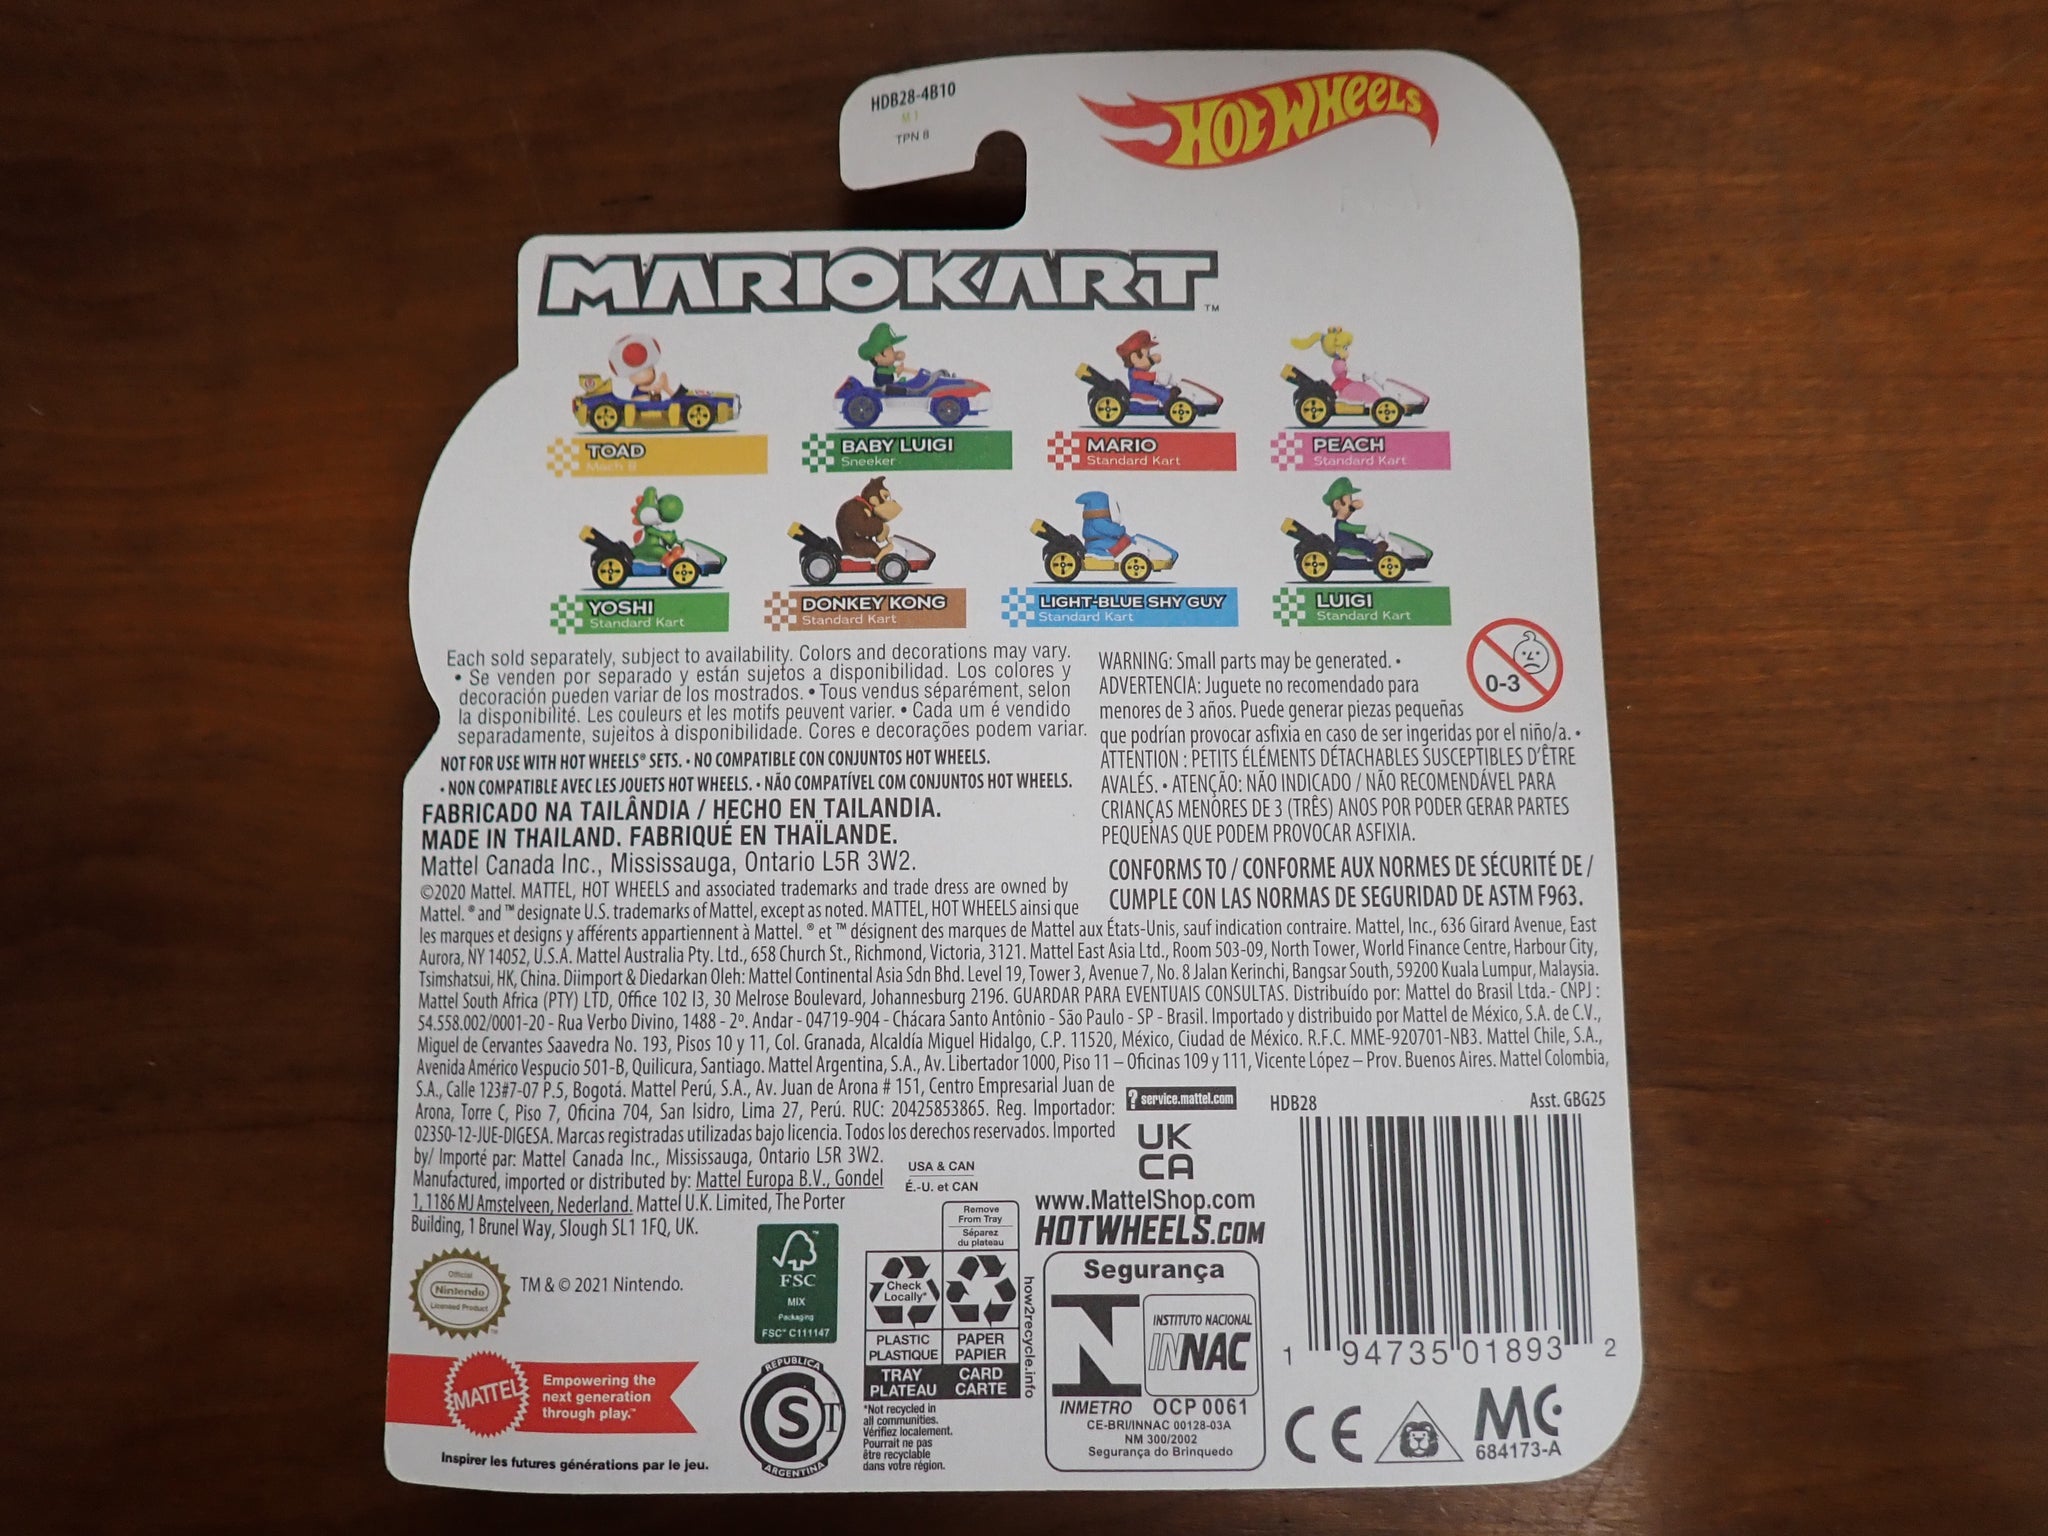 HDB28-4B10
M 1
TPN 8
HOT WHEELS
MARIOKART™
TOAD
Mach 8
BABY LUIGI
Sneeker
MARIO
Standard Kart
PEACH
Standard Kart
YOSHI
Standard Kart
DONKEY KONG
Standard Kart
LIGHT-BLUE SHY GUY
Standard Kart
LUIGI
Standard Kart
Each sold separately, subject to availability. Colors and decorations may vary.
• Se venden por separado y están sujetos a disponibilidad. Los colores y
decoración pueden variar de los mostrados. • Tous vendus séparément, selon
la disponibilité. Les couleurs et les motifs peuvent varier. • Cada um é vendido
separadamente, sujeitos à disponibilidade. Cores e decorações podem variar.
NOT FOR USE WITH HOT WHEELS® SETS. • NO COMPATIBLE CON CONJUNTOS HOT WHEELS.
• NON COMPATIBLE AVEC LES JOUETS HOT WHEELS. • NÃO COMPATÍVEL COM CONJUNTOS HOT WHEELS.
FABRICADO NA TAILÂNDIA / HECHO EN TAILANDIA.
MADE IN THAILAND. FABRIQUÉ EN THAÏLANDE.
Mattel Canada Inc., Mississauga, Ontario L5R 3W2.
WARNING: Small parts may be generated. •
ADVERTENCIA: Juguete no recomendado para
menores de 3 años. Puede generar piezas pequeñas
que podrían provocar asfixia en caso de ser ingeridas por el niño/a. •
ATTENTION : PETITS ÉLÉMENTS DÉTACHABLES SUSCEPTIBLES D'ÊTRE
AVALÉS. • ATENÇÃO: NÃO INDICADO / NÃO RECOMENDÁVEL PARA
CRIANÇAS MENORES DE 3 (TRÊS) ANOS POR PODER GERAR PARTES
PEQUENAS QUE PODEM PROVOCAR ASFIXIA.
0-3
CONFORMS TO / CONFORME AUX NORMES DE SÉCURITÉ DE /
CUMPLE CON LAS NORMAS DE SEGURIDAD DE ASTM F963.
©2020 Mattel. MATTEL, HOT WHEELS and associated trademarks and trade dress are owned by
Mattel. ® and ™ designate U.S. trademarks of Mattel, except as noted. MATTEL, HOT WHEELS ainsi que
les marques et designs y afférents appartiennent à Mattel. ® et ™ désignent des marques de Mattel aux États-Unis, sauf indication contraire. Mattel, Inc., 636 Girard Avenue, East
Aurora, NY 14052, U.S.A. Mattel Australia Pty. Ltd., 658 Church St., Richmond, Victoria, 3121. Mattel East Asia Ltd., Room 503-09, North Tower, World Finance Centre, Harbour City,
Tsimshatsui, HK, China. Diimport & Diedarkan Oleh: Mattel Continental Asia Sdn Bhd. Level 19, Tower 3, Avenue 7, No. 8 Jalan Kerinchi, Bangsar South, 59200 Kuala Lumpur, Malaysia.
Mattel South Africa (PTY) LTD, Office 102 I3, 30 Melrose Boulevard, Johannesburg 2196. GUARDAR PARA EVENTUAIS CONSULTAS. Distribuído por: Mattel do Brasil Ltda.- CNPJ :
54.558.002/0001-20 - Rua Verbo Divino, 1488 - 2º. Andar - 04719-904 - Chácara Santo Antônio - São Paulo - SP - Brasil. Importado y distribuido por Mattel de México, S.A. de C.V.,
Miguel de Cervantes Saavedra No. 193, Pisos 10 y 11, Col. Granada, Alcaldía Miguel Hidalgo, C.P. 11520, México, Ciudad de México. R.F.C. MME-920701-NB3. Mattel Chile, S.A.,
Avenida Américo Vespucio 501-B, Quilicura, Santiago. Mattel Argentina, S.A., Av. Libertador 1000, Piso 11 – Oficinas 109 y 111, Vicente López – Prov. Buenos Aires. Mattel Colombia,
S.A., Calle 123#7-07 P.5, Bogotá. Mattel Perú, S.A., Av. Juan de Arona # 151, Centro Empresarial Juan de
Arona, Torre C, Piso 7, Oficina 704, San Isidro, Lima 27, Perú. RUC: 20425853865. Reg. Importador:
02350-12-JUE-DIGESA. Marcas registradas utilizadas bajo licencia. Todos los derechos reservados. Imported
by/ Importé par: Mattel Canada Inc., Mississauga, Ontario L5R 3W2.
Manufactured, imported or distributed by: Mattel Europa B.V., Gondel
1, 1186 MJ Amstelveen, Nederland. Mattel U.K. Limited, The Porter
Building, 1 Brunel Way, Slough SL1 1FQ, UK.
? service.mattel.com
HDB28
Asst. GBG25
UK
CA
www.MattelShop.com
HOTWHEELS.COM
USA & CAN
É.-U. et CAN
Remove
From Tray
Séparez
du plateau
Check
Locally*
PLASTIC
PLASTIQUE
TRAY
PLATEAU
PAPER
PAPIER
CARD
CARTE
how2recycle.info
*Not recycled in
all communities.
Vérifiez localement.
Pourrait ne pas
être recyclable
dans votre région.
Official
Nintendo
Licensed Product
™
TM & © 2021 Nintendo.
FSC
™
MIX
Packaging
FSC™ C111147
MATTEL
Empowering the
next generation
through play.™
Inspirer les futures générations par le jeu.
REPUBLICA
S
T
ARGENTINA
Segurança
INSTITUTO NACIONAL
INNAC
INMETRO OCP 0061
CE-BRI/INNAC 00128-03A
NM 300/2002
Segurança do Brinquedo
1 94735 01893 2
CE
MC
684173-A